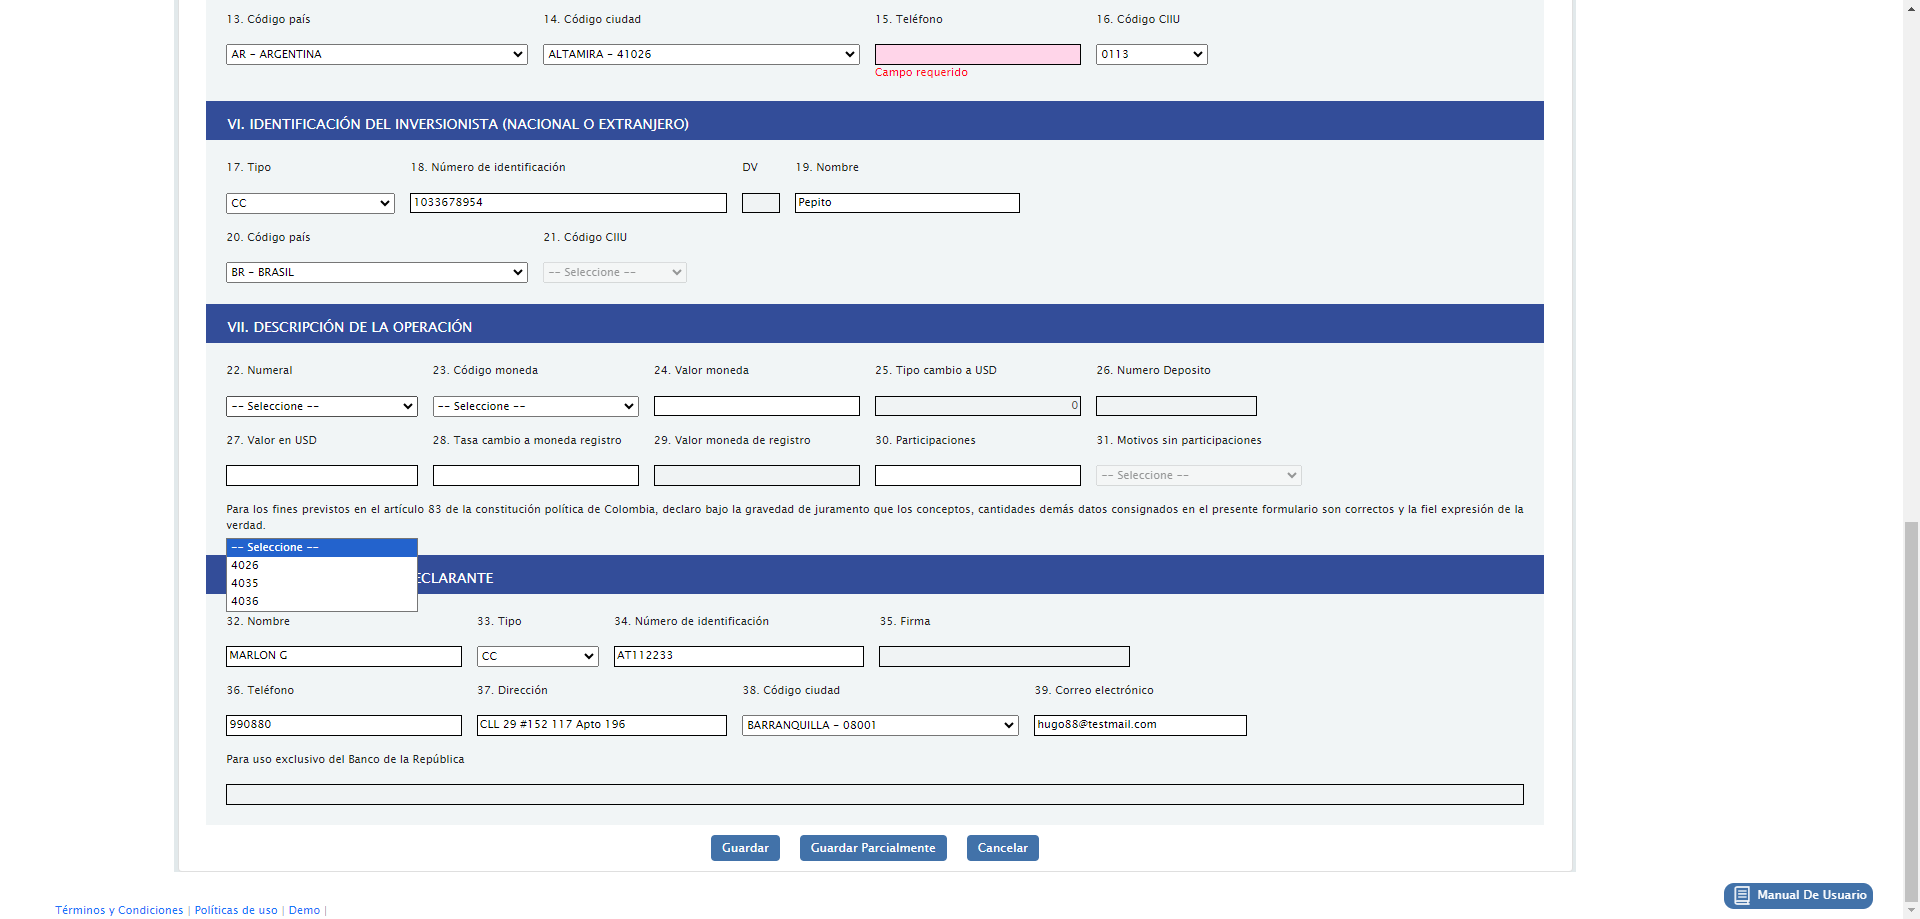 13. Código país 14. Código ciudad 15. Teléfono 16. Código CIIU
AR - ARGENTINA ALTAMIRA - 41026 0113
Campo requerido
VI. IDENTIFICACIÓN DEL INVERSIONISTA (NACIONAL O EXTRANJERO)
17. Tipo 18. Número de identificación DV 19. Nombre
CC 1033678954 Pepito
20. Código país 21. Código CIIU
BR - BRASIL -- Seleccione --
VII. DESCRIPCIÓN DE LA OPERACIÓN
22. Numeral 23. Código moneda 24. Valor moneda 25. Tipo cambio a USD 26. Numero Deposito
-- Seleccione -- -- Seleccione -- 0
27. Valor en USD 28. Tasa cambio a moneda registro 29. Valor moneda de registro 30. Participaciones 31. Motivos sin participaciones
-- Seleccione --
Para los fines previstos en el artículo 83 de la constitución política de Colombia, declaro bajo la gravedad de juramento que los conceptos, cantidades demás datos consignados en el presente formulario son correctos y la fiel expresión de la
verdad.
-- Seleccione --
4026
4035
4036
ECLARANTE
32. Nombre 33. Tipo 34. Número de identificación 35. Firma
MARLON G CC AT112233
36. Teléfono 37. Dirección 38. Código ciudad 39. Correo electrónico
990880 CLL 29 #152 117 Apto 196 BARRANQUILLA - 08001 hugo88@testmail.com
Para uso exclusivo del Banco de la República
Guardar Guardar Parcialmente Cancelar
Manual De Usuario
Términos y Condiciones | Políticas de uso | Demo |